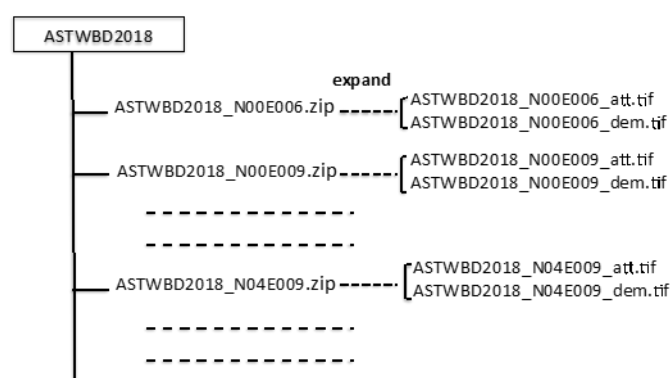 ASTWBD2018
expand
ASTWBD2018_N00E006.zip
ASTWBD2018_N00E006_att.tif
ASTWBD2018_N00E006_dem.tif
ASTWBD2018_N00E009.zip
ASTWBD2018_N00E009_att.tif
ASTWBD2018_N00E009_dem.tif
ASTWBD2018_N04E009.zip
ASTWBD2018_N04E009_att.tif
ASTWBD2018_N04E009_dem.tif